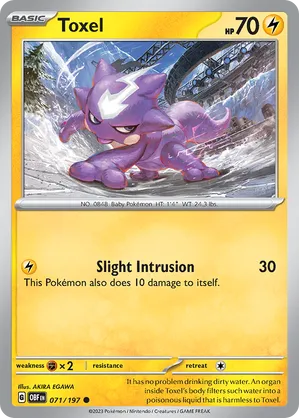 BASIC
Toxel
HP 70
NO. 0848 Baby Pokémon HT: 1'4" WT: 24.3 lbs.
Slight Intrusion 30
This Pokémon also does 10 damage to itself.
weakness ×2 resistance retreat
Illus. AKIRA EGAWA
G OBF EN 071/197
It has no problem drinking dirty water. An organ
inside Toxel's body filters such water into a
poisonous liquid that is harmless to Toxel.
©2023 Pokémon / Nintendo / Creatures / GAME FREAK